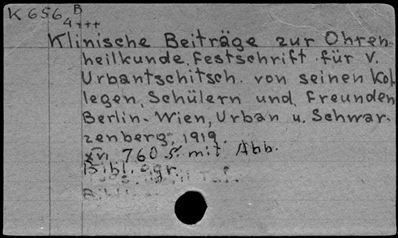 K 656 B
4+++
Klinische Beiträge zur Ohren
heilkunde. Festschrift für V.
Urbantschitsch. von seinen Kol
legen, Schülern und Freunden
Berlin-Wien, Urban u. Schwar-
zenberg. 1919.
XVI, 760 S. mit Abb.
Bibl.